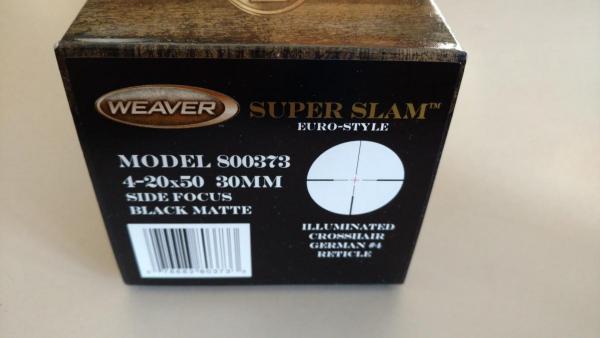 WEAVER
SUPER SLAM™
EURO-STYLE
MODEL 800373
4-20x50 30MM
SIDE FOCUS
BLACK MATTE
ILLUMINATED
CROSSHAIR
GERMAN #4
RETICLE